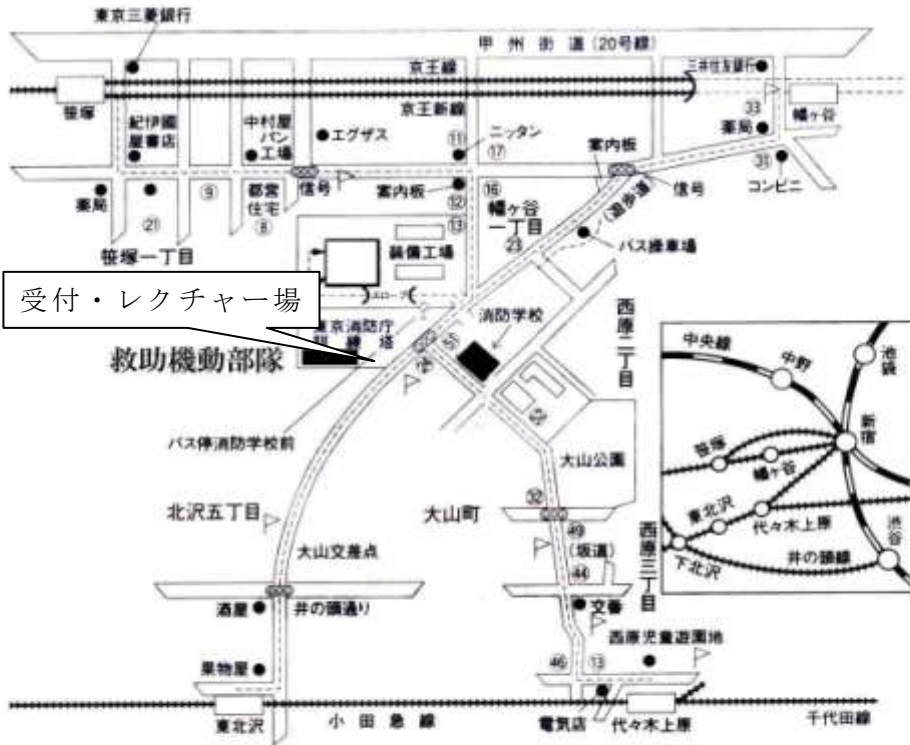 東京三菱銀行
甲州街道(20号線)
京王線
三井住友銀行
笹塚
京王新線
㉝
幡ヶ谷
紀伊國
屋書店
中村屋
パン
工場
エグザス
⑪
ニッタン
⑰
案内板
薬局
㉛
コンビニ
薬局
㉑
⑨
都営
住宅
⑧
信号
案内板
⑫
⑬
⑯
幡ヶ谷
一丁目
㉓
信号
(遊歩道)
バス操車場
笹塚一丁目
装備工場
スロープ
受付・レクチャー場
東京消防庁
訓練塔
救助機動部隊
消防学校
西原二丁目
バス停消防学校前
大山公園
北沢五丁目
大山町
㉜
㊾
(坂道)
㊹
西原三丁目
大山交差点
酒屋
井の頭通り
交番
西原児童遊園地
果物屋
㊻
⑬
東北沢
小田急線
電気店
代々木上原
千代田線
中央線
中野
池袋
新宿
笹塚
幡ヶ谷
東北沢
代々木上原
渋谷
下北沢
井の頭線